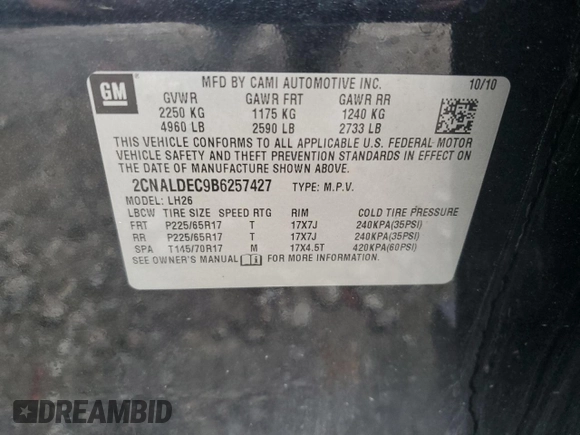 GM
MFD BY CAMI AUTOMOTIVE INC. 10/10
GVWR GAWR FRT GAWR RR
2250 KG 1175 KG 1240 KG
4960 LB 2590 LB 2733 LB
THIS VEHICLE CONFORMS TO ALL APPLICABLE U.S. FEDERAL MOTOR
VEHICLE SAFETY AND THEFT PREVENTION STANDARDS IN EFFECT ON
THE DATE OF MANUFACTURE SHOWN ABOVE.
2CNALDEC9B6257427 TYPE: M.P.V.
MODEL: LH26
LBCW TIRE SIZE SPEED RTG RIM COLD TIRE PRESSURE
FRT P225/65R17 T 17X7J 240KPA(35PSI)
RR P225/65R17 T 17X7J 240KPA(35PSI)
SPA T145/70R17 M 17X4.5T 420KPA(60PSI)
SEE OWNER'S MANUAL FOR MORE INFORMATION.
DREAMBID